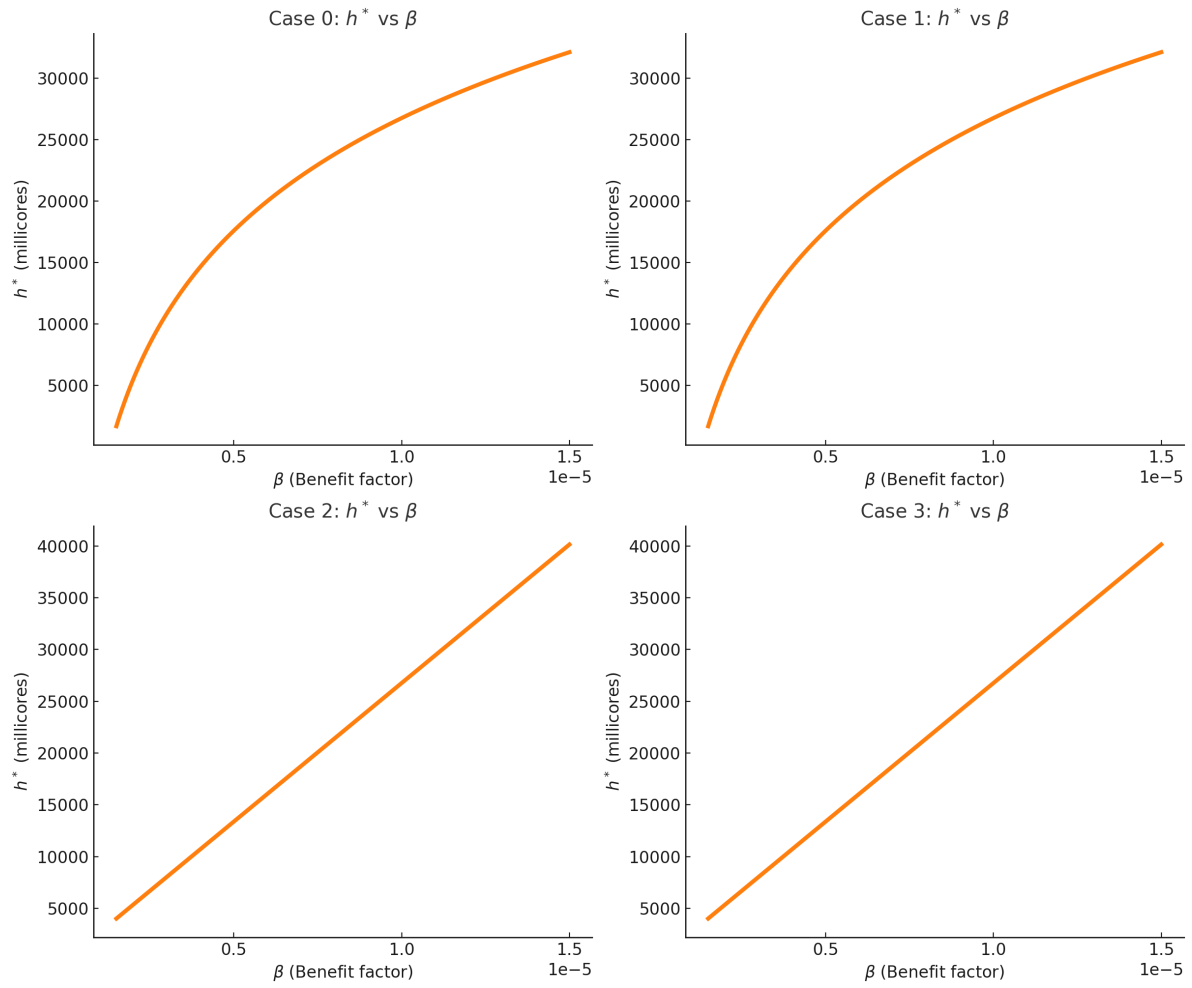 Case 0: h* vs β
30000
25000
20000
15000
10000
5000
h* (millicores)
0.5 1.0 1.5
1e−5
β (Benefit factor)
Case 1: h* vs β
30000
25000
20000
15000
10000
5000
h* (millicores)
0.5 1.0 1.5
1e−5
β (Benefit factor)
Case 2: h* vs β
40000
35000
30000
25000
20000
15000
10000
5000
h* (millicores)
0.5 1.0 1.5
1e−5
β (Benefit factor)
Case 3: h* vs β
40000
35000
30000
25000
20000
15000
10000
5000
h* (millicores)
0.5 1.0 1.5
1e−5
β (Benefit factor)